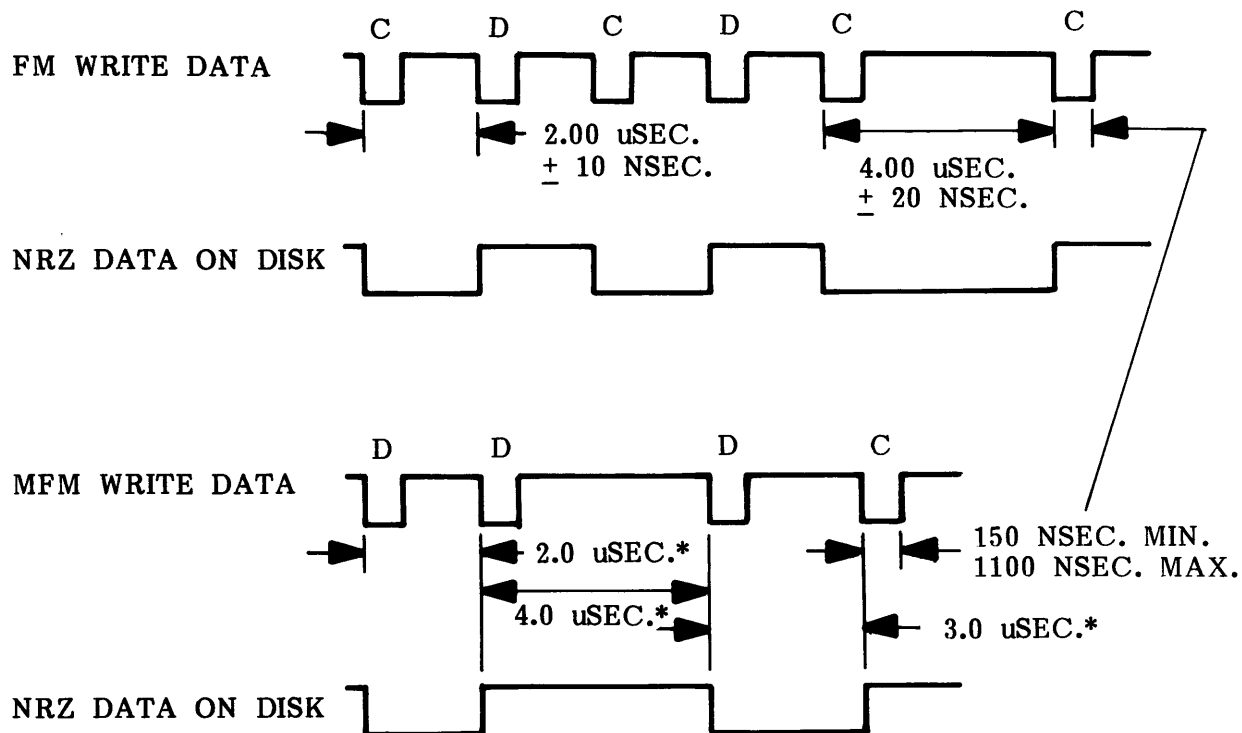 C D C D C C
FM WRITE DATA
2.00 uSEC.
± 10 NSEC.
4.00 uSEC.
± 20 NSEC.
NRZ DATA ON DISK
D D D C
MFM WRITE DATA
2.0 uSEC.*
150 NSEC. MIN.
1100 NSEC. MAX.
4.0 uSEC.*
3.0 uSEC.*
NRZ DATA ON DISK